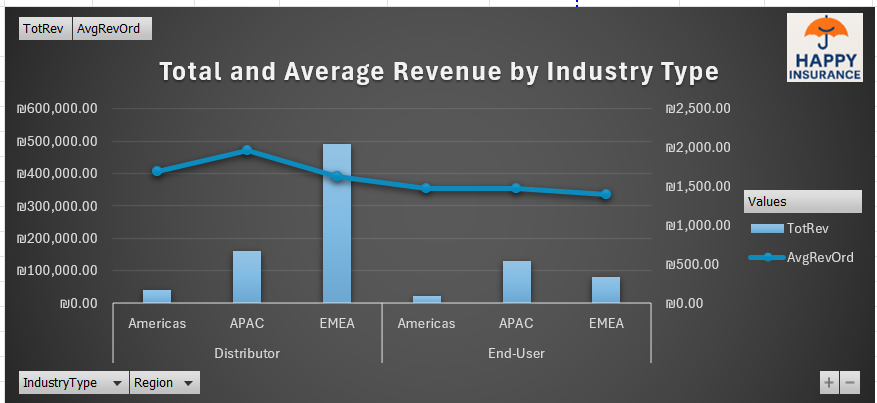 TotRev AvgRevOrd
HAPPY
INSURANCE
Total and Average Revenue by Industry Type
₪600,000.00
₪500,000.00
₪400,000.00
₪300,000.00
₪200,000.00
₪100,000.00
₪0.00
₪2,500.00
₪2,000.00
₪1,500.00
₪1,000.00
₪500.00
₪0.00
Values
TotRev
AvgRevOrd
Americas APAC EMEA Americas APAC EMEA
Distributor End-User
IndustryType Region
+ −